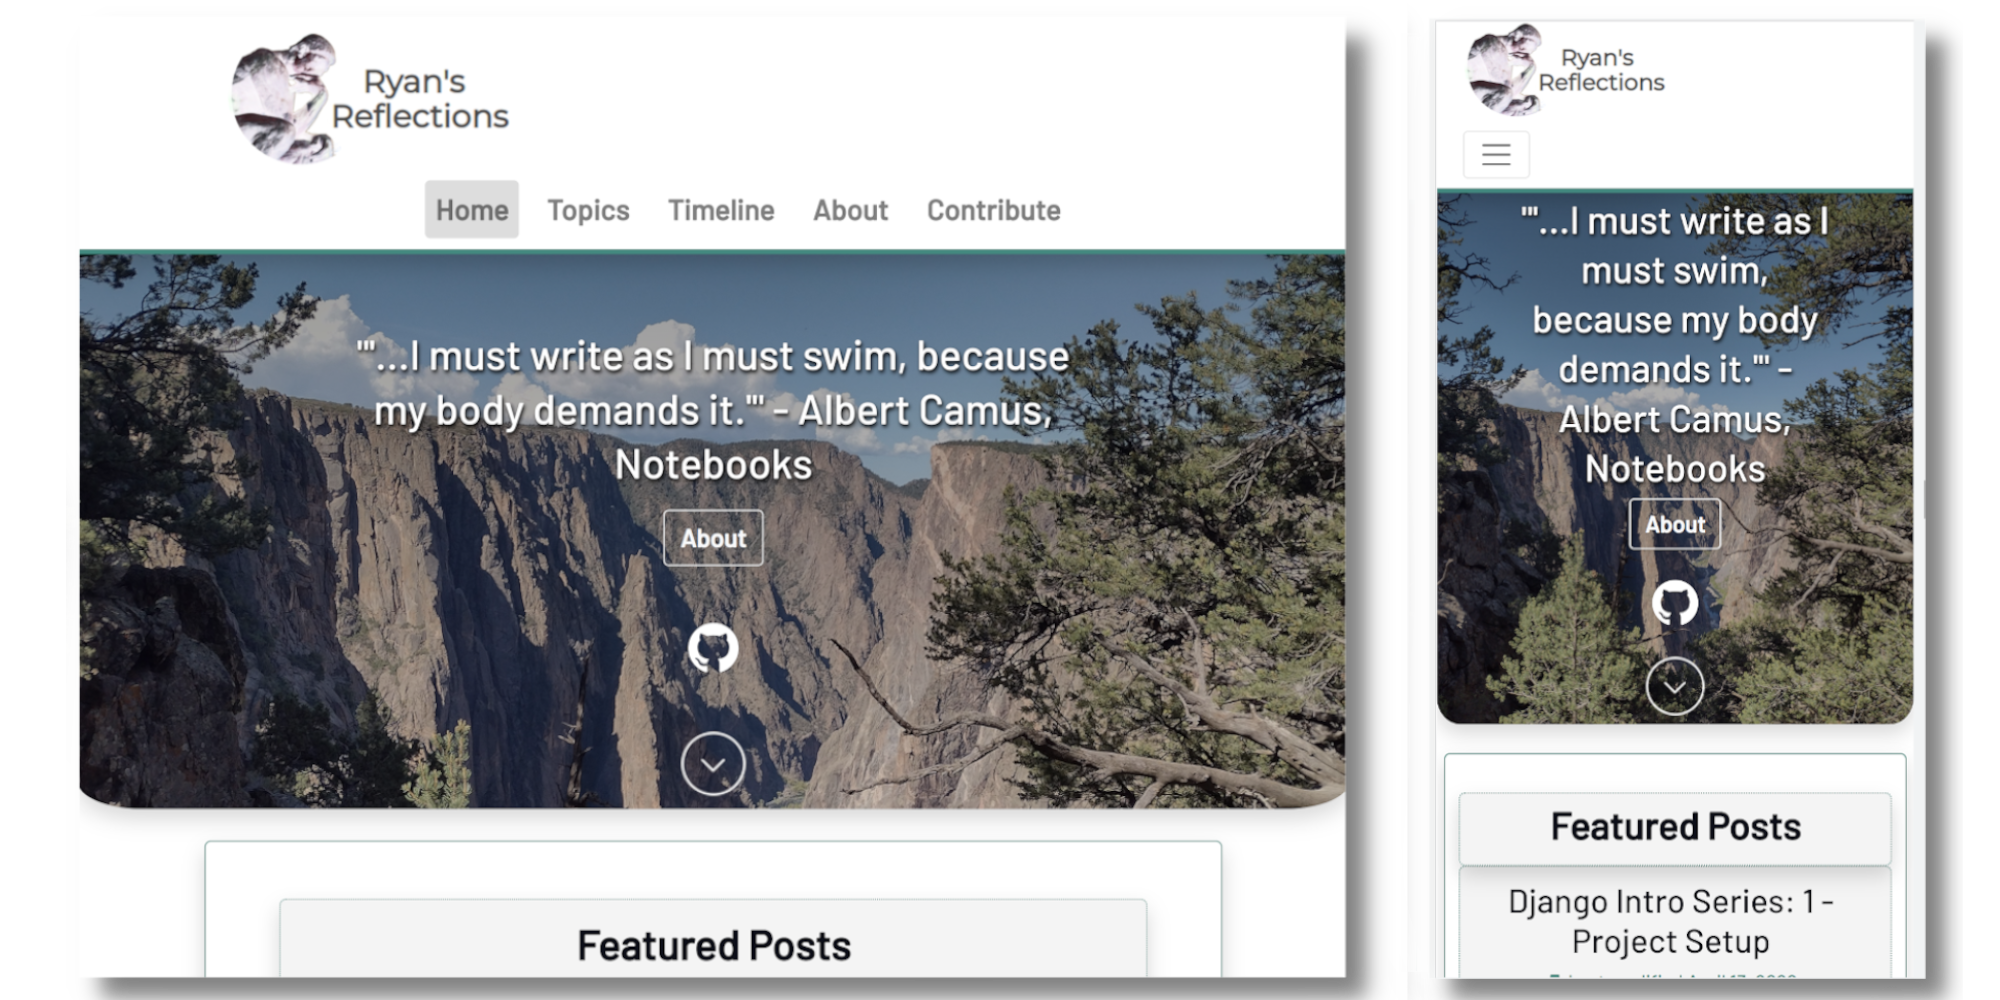 Ryan's
Reflections
Home Topics Timeline About Contribute
"'...I must write as I must swim, because
my body demands it."' - Albert Camus,
Notebooks
About
Featured Posts
Ryan's
Reflections
"'...I must write as I
must swim,
because my body
demands it."' -
Albert Camus,
Notebooks
About
Featured Posts
Django Intro Series: 1 -
Project Setup